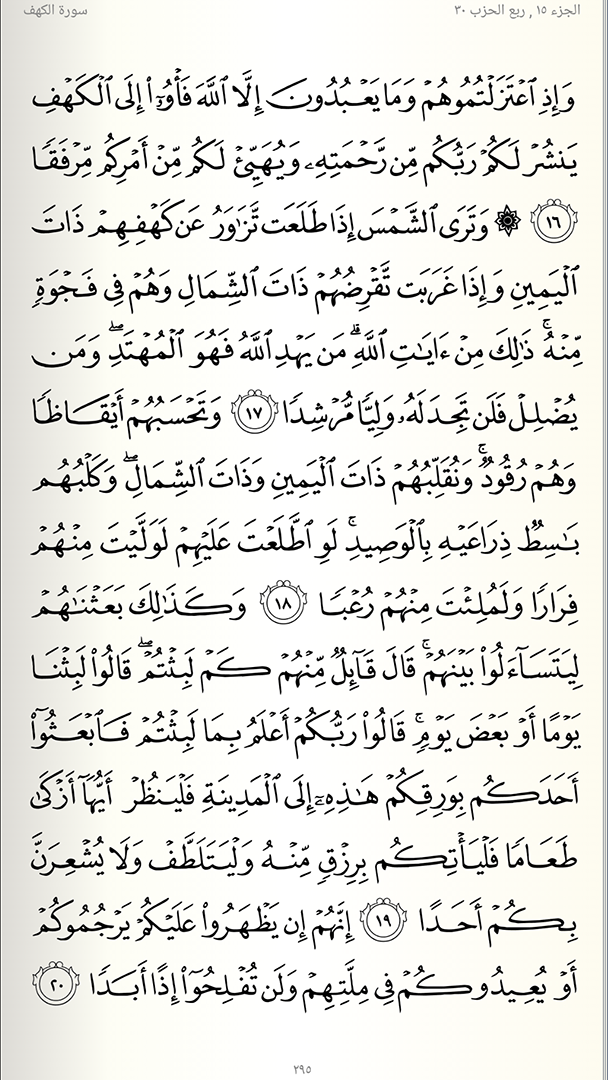 الجزء ١٥ , ربع الحزب ٣٠
سورة الكهف
وَإِذِ ٱعْتَزَلْتُمُوهُمْ وَمَا يَعْبُدُونَ إِلَّا ٱللَّهَ فَأْوُۥٓا۟ إِلَى ٱلْكَهْفِ
يَنشُرْ لَكُمْ رَبُّكُم مِّن رَّحْمَتِهِۦ وَيُهَيِّئْ لَكُم مِّنْ أَمْرِكُم مِّرْفَقًا
١٦ ۞ وَتَرَى ٱلشَّمْسَ إِذَا طَلَعَت تَّزَٰوَرُ عَن كَهْفِهِمْ ذَاتَ
ٱلْيَمِينِ وَإِذَا غَرَبَت تَّقْرِضُهُمْ ذَاتَ ٱلشِّمَالِ وَهُمْ فِى فَجْوَةٍ
مِّنْهُ ۚ ذَٰلِكَ مِنْ ءَايَٰتِ ٱللَّهِ ۗ مَن يَهْدِ ٱللَّهُ فَهُوَ ٱلْمُهْتَدِ ۖ وَمَن
يُضْلِلْ فَلَن تَجِدَ لَهُۥ وَلِيًّا مُّرْشِدًا ١٧ وَتَحْسَبُهُمْ أَيْقَاظًا
وَهُمْ رُقُودٌ ۚ وَنُقَلِّبُهُمْ ذَاتَ ٱلْيَمِينِ وَذَاتَ ٱلشِّمَالِ ۖ وَكَلْبُهُم
بَٰسِطٌ ذِرَاعَيْهِ بِٱلْوَصِيدِ ۚ لَوِ ٱطَّلَعْتَ عَلَيْهِمْ لَوَلَّيْتَ مِنْهُمْ
فِرَارًا وَلَمُلِئْتَ مِنْهُمْ رُعْبًا ١٨ وَكَذَٰلِكَ بَعَثْنَٰهُمْ
لِيَتَسَآءَلُوا۟ بَيْنَهُمْ ۚ قَالَ قَآئِلٌ مِّنْهُمْ كَمْ لَبِثْتُمْ ۖ قَالُوا۟ لَبِثْنَا
يَوْمًا أَوْ بَعْضَ يَوْمٍ ۚ قَالُوا۟ رَبُّكُمْ أَعْلَمُ بِمَا لَبِثْتُمْ فَٱبْعَثُوٓا۟
أَحَدَكُم بِوَرِقِكُمْ هَٰذِهِۦٓ إِلَى ٱلْمَدِينَةِ فَلْيَنظُرْ أَيُّهَآ أَزْكَىٰ
طَعَامًا فَلْيَأْتِكُم بِرِزْقٍ مِّنْهُ وَلْيَتَلَطَّفْ وَلَا يُشْعِرَنَّ
بِكُمْ أَحَدًا ١٩ إِنَّهُمْ إِن يَظْهَرُوا۟ عَلَيْكُمْ يَرْجُمُوكُمْ
أَوْ يُعِيدُوكُمْ فِى مِلَّتِهِمْ وَلَن تُفْلِحُوٓا۟ إِذًا أَبَدًا ٢٠
٢٩٥